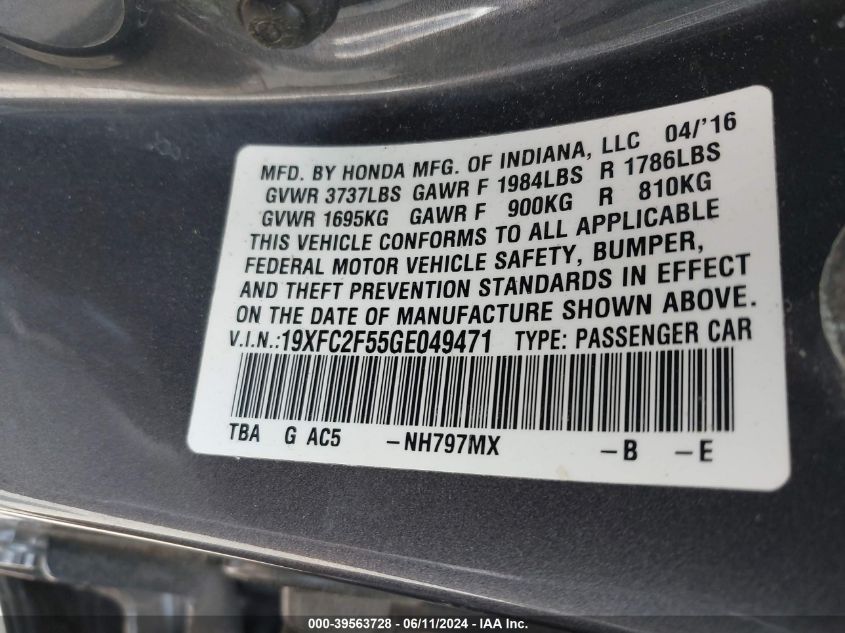 MFD. BY HONDA MFG. OF INDIANA, LLC 04/'16
GVWR 3737LBS GAWR F 1984LBS R 1786LBS
GVWR 1695KG GAWR F 900KG R 810KG
THIS VEHICLE CONFORMS TO ALL APPLICABLE
FEDERAL MOTOR VEHICLE SAFETY, BUMPER,
AND THEFT PREVENTION STANDARDS IN EFFECT
ON THE DATE OF MANUFACTURE SHOWN ABOVE.
V.I.N.:19XFC2F55GE049471 TYPE: PASSENGER CAR
TBA G AC5 -NH797MX -B -E
000-39563728 - 06/11/2024 - IAA Inc.